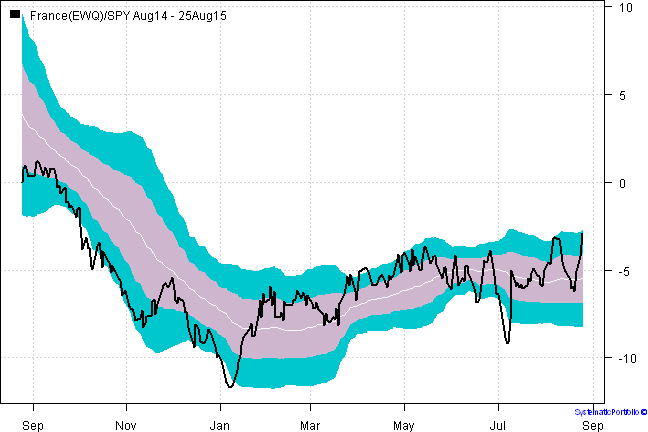 France(EWQ)/SPY Aug14 - 25Aug15
10
5
0
-5
-10
Sep Nov Jan Mar May Jul Sep
SystematicPortfolio ©